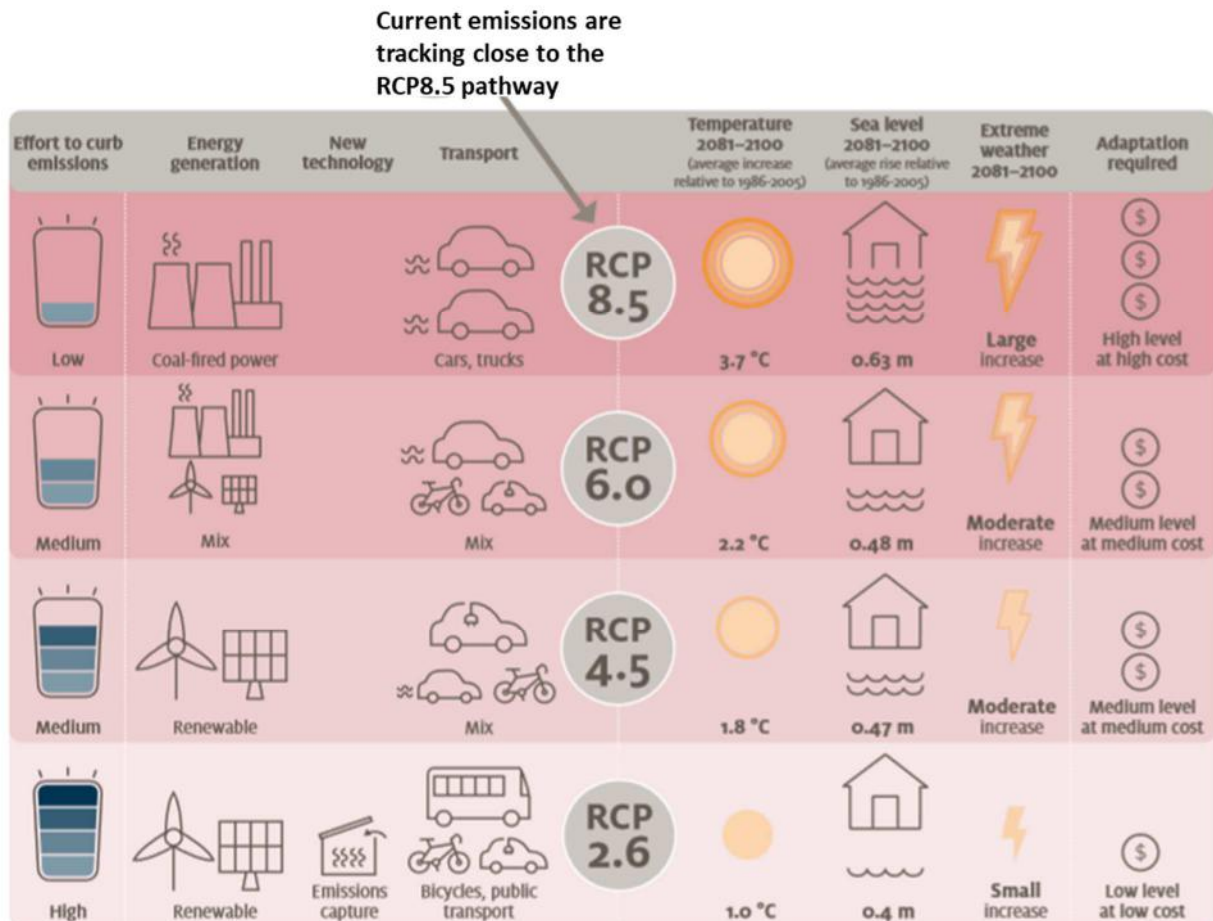 Current emissions are
tracking close to the
RCP8.5 pathway
Effort to curb
emissions
Energy
generation
New
technology
Transport
Temperature
2081–2100
(average increase
relative to 1986-2005)
Sea level
2081–2100
(average rise relative
to 1986-2005)
Extreme
weather
2081–2100
Adaptation
required
Low
Coal-fired power
Cars, trucks
RCP
8.5
3.7 °C
0.63 m
Large
increase
$
$
$
High level
at high cost
Medium
Mix
Mix
RCP
6.0
2.2 °C
0.48 m
Moderate
increase
$
$
Medium level
at medium cost
Medium
Renewable
Mix
RCP
4.5
1.8 °C
0.47 m
Moderate
increase
$
$
Medium level
at medium cost
High
Renewable
Emissions
capture
Bicycles, public
transport
RCP
2.6
1.0 °C
0.4 m
Small
increase
$
Low level
at low cost